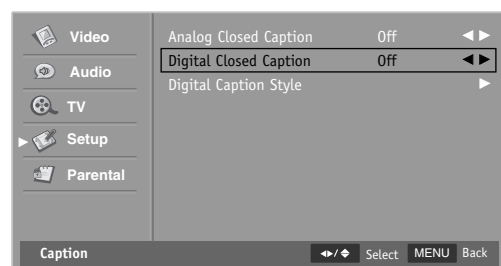 Video
Audio
TV
Setup
Parental
Analog Closed Caption Off
Digital Closed Caption Off
Digital Caption Style
Caption Select MENU Back